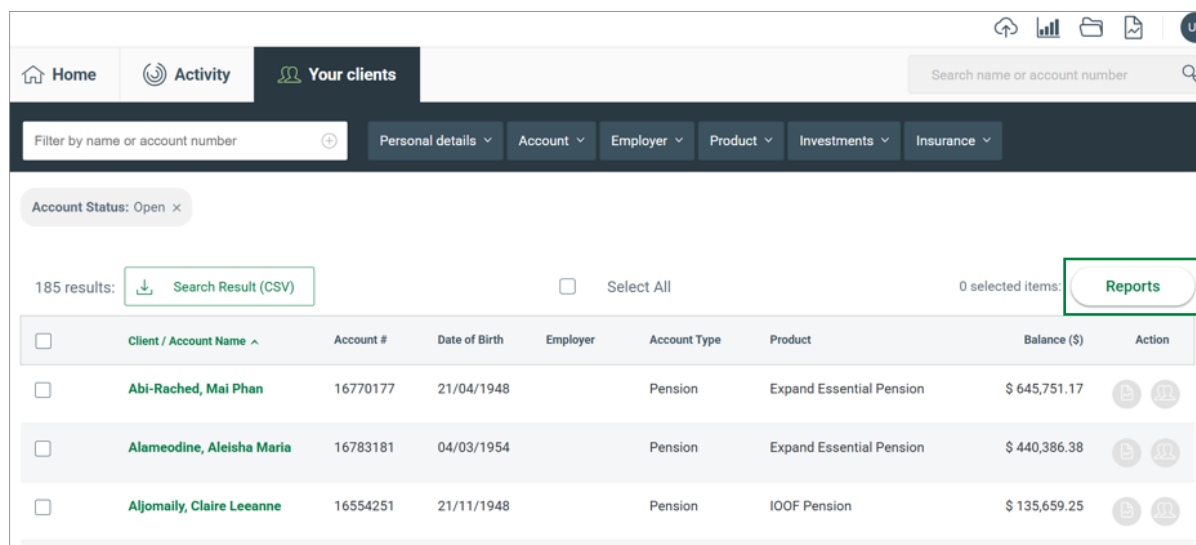 U
Home Activity Your clients Search name or account number
Filter by name or account number Personal details Account Employer Product Investments Insurance
Account Status: Open ×
185 results: Search Result (CSV) Select All 0 selected items: Reports
Client / Account Name Account # Date of Birth Employer Account Type Product Balance ($) Action
Abi-Rached, Mai Phan 16770177 21/04/1948 Pension Expand Essential Pension $ 645,751.17
Alameodine, Aleisha Maria 16783181 04/03/1954 Pension Expand Essential Pension $ 440,386.38
Aljomaily, Claire Leeanne 16554251 21/11/1948 Pension IOOF Pension $ 135,659.25